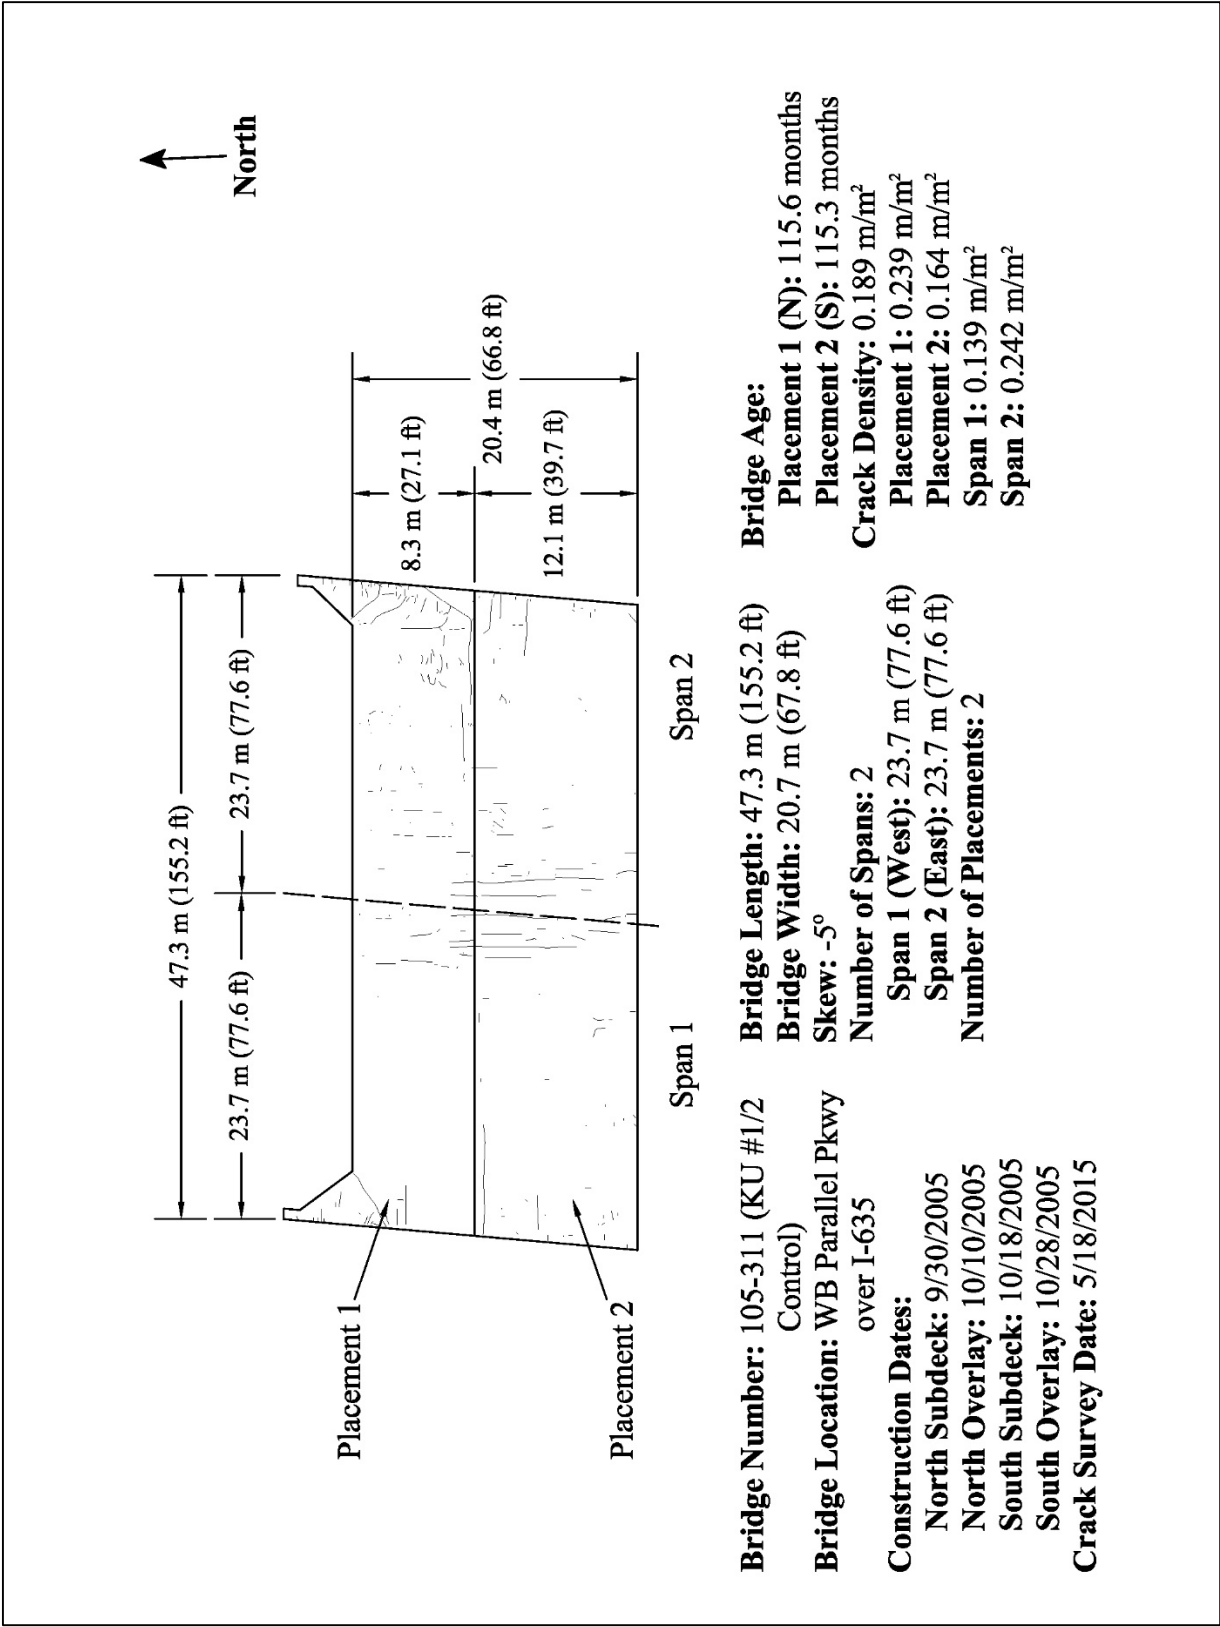 North
47.3 m (155.2 ft)
23.7 m (77.6 ft)
23.7 m (77.6 ft)
Placement 1
8.3 m (27.1 ft)
20.4 m (66.8 ft)
12.1 m (39.7 ft)
Placement 2
Span 1
Span 2
Bridge Number: 105-311 (KU #1/2
Control)
Bridge Location: WB Parallel Pkwy
over I-635
Construction Dates:
North Subdeck: 9/30/2005
North Overlay: 10/10/2005
South Subdeck: 10/18/2005
South Overlay: 10/28/2005
Crack Survey Date: 5/18/2015
Bridge Length: 47.3 m (155.2 ft)
Bridge Width: 20.7 m (67.8 ft)
Skew: -5º
Number of Spans: 2
Span 1 (West): 23.7 m (77.6 ft)
Span 2 (East): 23.7 m (77.6 ft)
Number of Placements: 2
Bridge Age:
Placement 1 (N): 115.6 months
Placement 2 (S): 115.3 months
Crack Density: 0.189 m/m²
Placement 1: 0.239 m/m²
Placement 2: 0.164 m/m²
Span 1: 0.139 m/m²
Span 2: 0.242 m/m²